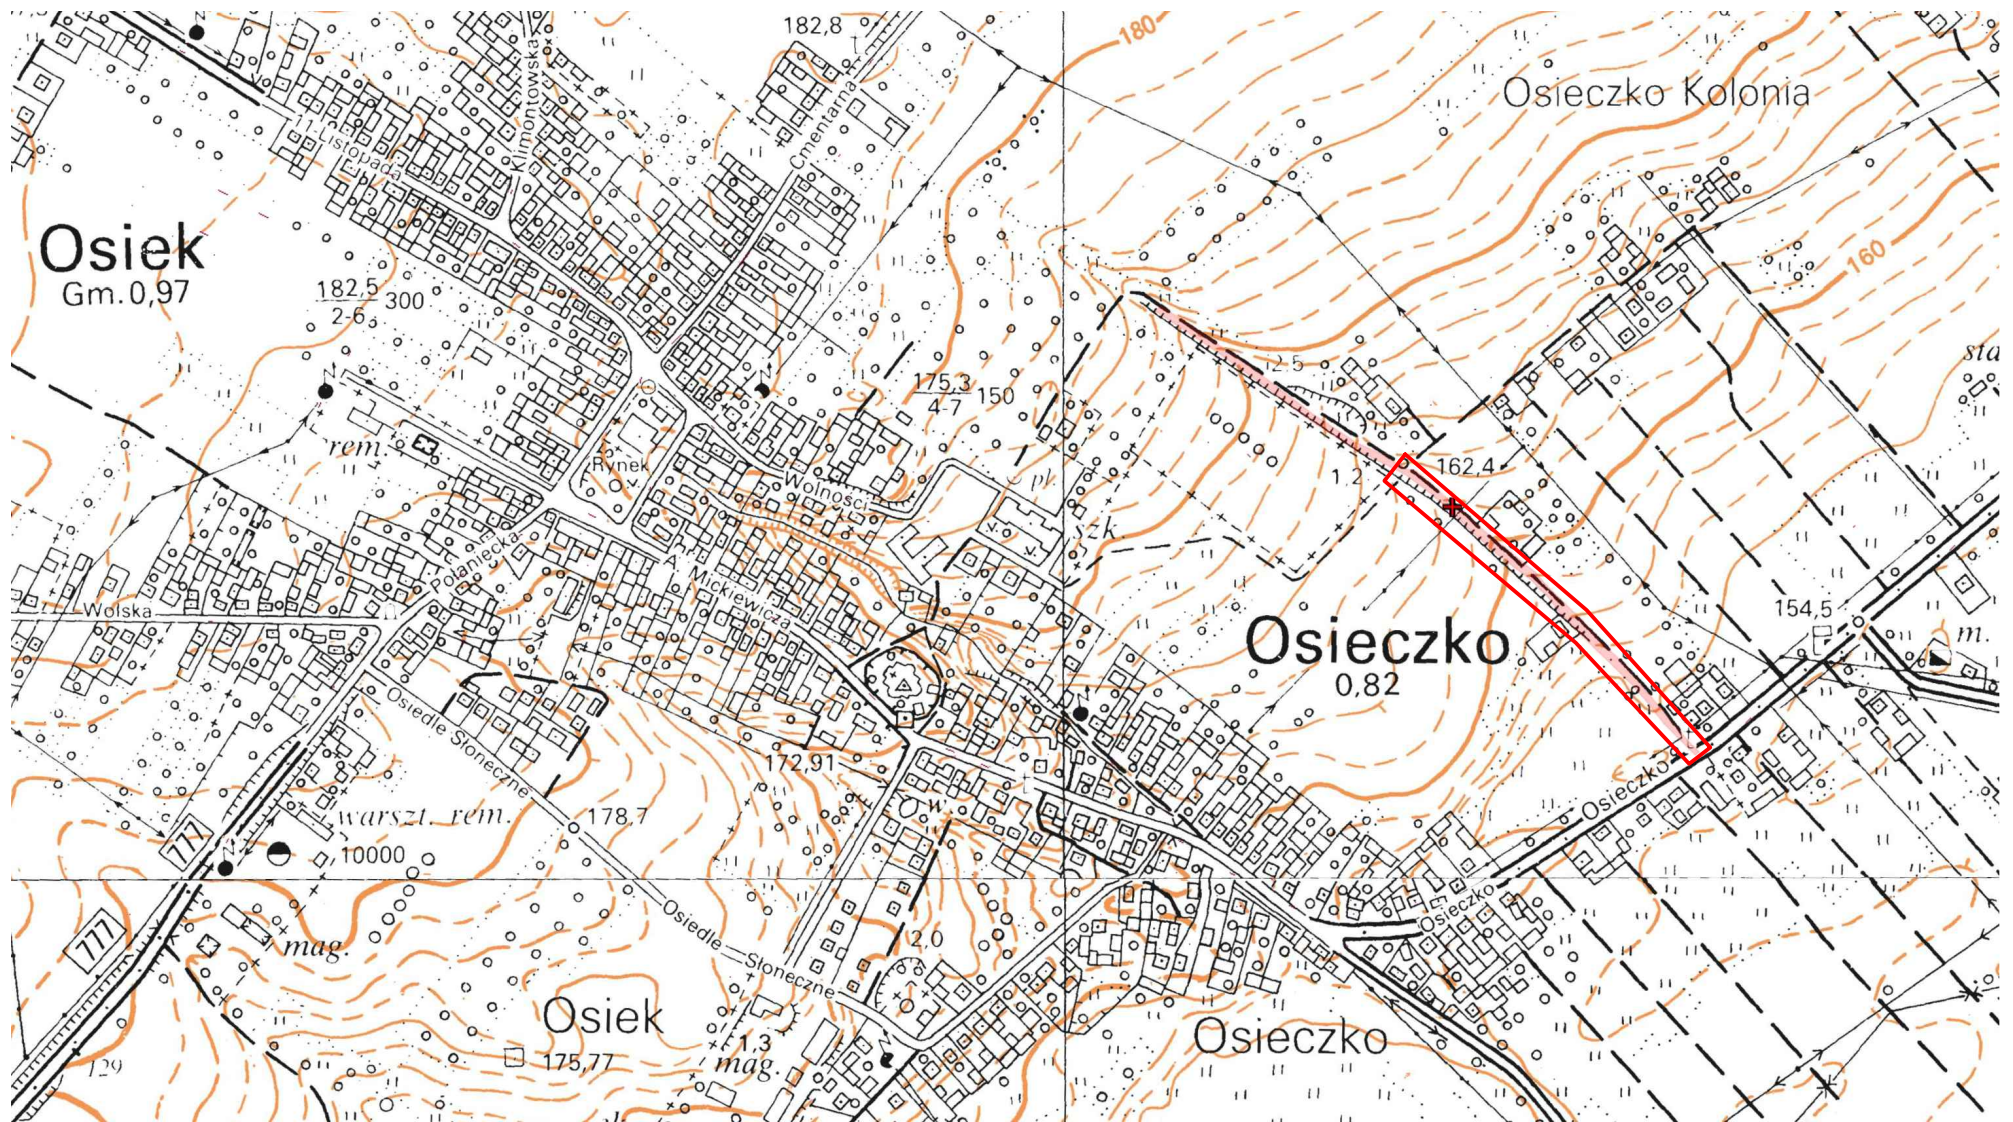 182,8
180
Klimontowska
Cmentarna
Osieczko Kolonia
11 Listopada
Osiek
Gm. 0,97
182,5
300
2-6
160
2.5
175,3
150
4-7
rem.
Rynek
Wolności
pl.
162,4
1.2
szk.
Połaniecka
A. Mickiewicza
Wolska
154,5
m.
Osieczko
0,82
Osiedle Słoneczne
172,91
Osieczko
w.
178.7
warszt. rem.
777
10000
Osieczko
Osiedle Słoneczne
777
mag.
2,0
Osiek
175,77
1,3
mag.
Osieczko
129